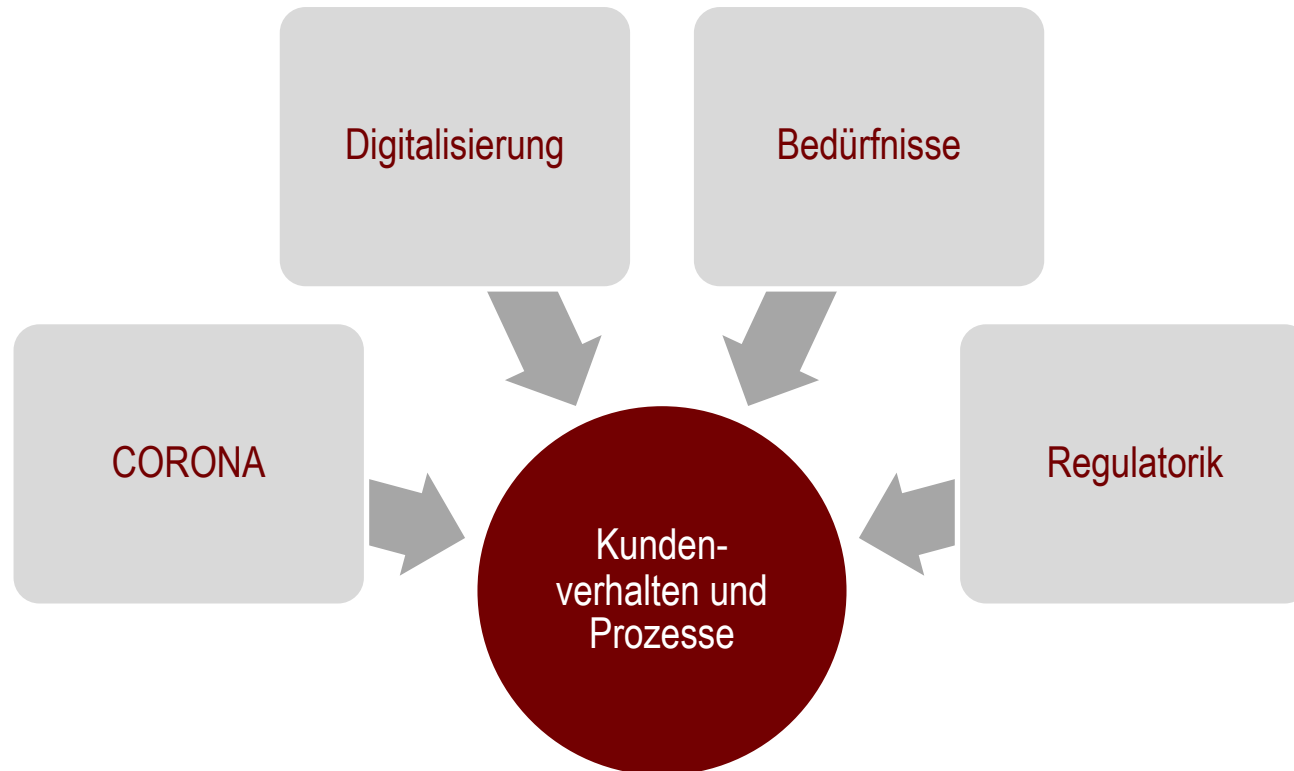 Digitalisierung
Bedürfnisse
CORONA
Regulatorik
Kunden-
verhalten und
Prozesse